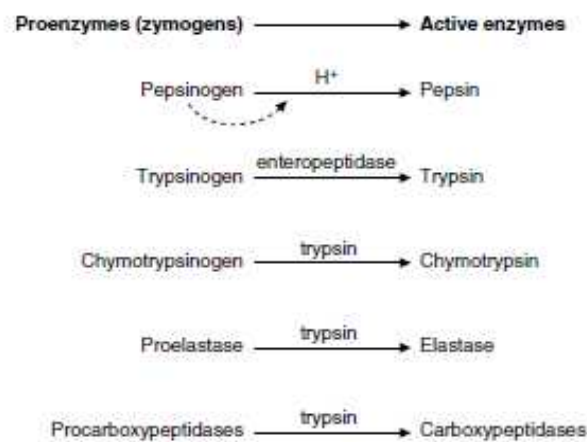 Proenzymes (zymogens) Active enzymes
H+
Pepsinogen Pepsin
enteropeptidase
Trypsinogen Trypsin
trypsin
Chymotrypsinogen Chymotrypsin
trypsin
Proelastase Elastase
trypsin
Procarboxypeptidases Carboxypeptidases